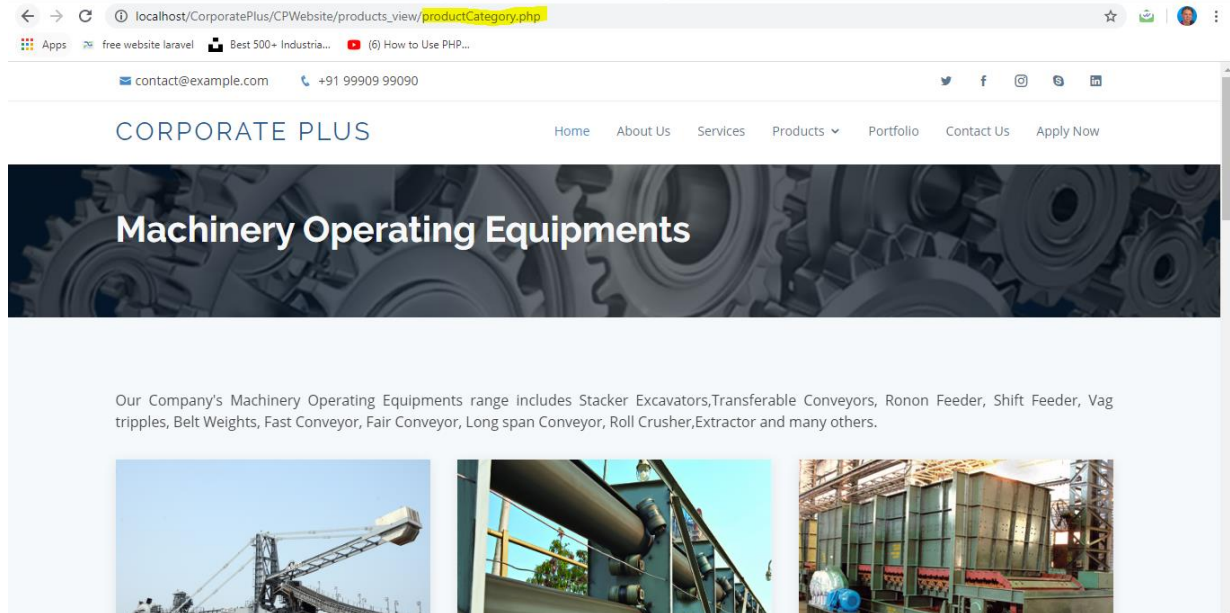 localhost/CorporatePlus/CPWebsite/products_view/productCategory.php
Apps free website laravel Best 500+ Industria... (6) How to Use PHP...
contact@example.com +91 99909 99090
CORPORATE PLUS Home About Us Services Products Portfolio Contact Us Apply Now
Machinery Operating Equipments
Our Company's Machinery Operating Equipments range includes Stacker Excavators,Transferable Conveyors, Ronon Feeder, Shift Feeder, Vag
tripples, Belt Weights, Fast Conveyor, Fair Conveyor, Long span Conveyor, Roll Crusher,Extractor and many others.